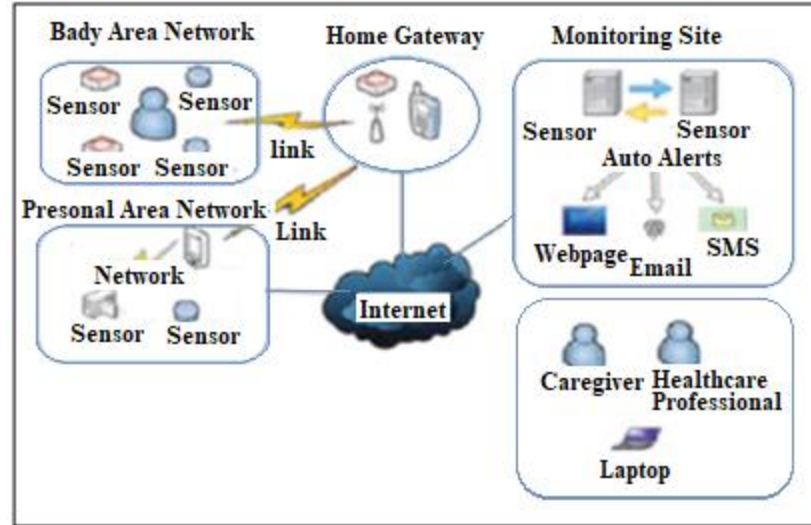 Bady Area Network
Home Gateway
Monitoring Site
Sensor
Sensor
Sensor
Sensor
link
Sensor
Sensor
Auto Alerts
Webpage
Email
SMS
Presonal Area Network
Link
Network
Sensor
Sensor
Internet
Caregiver
Healthcare
Professional
Laptop